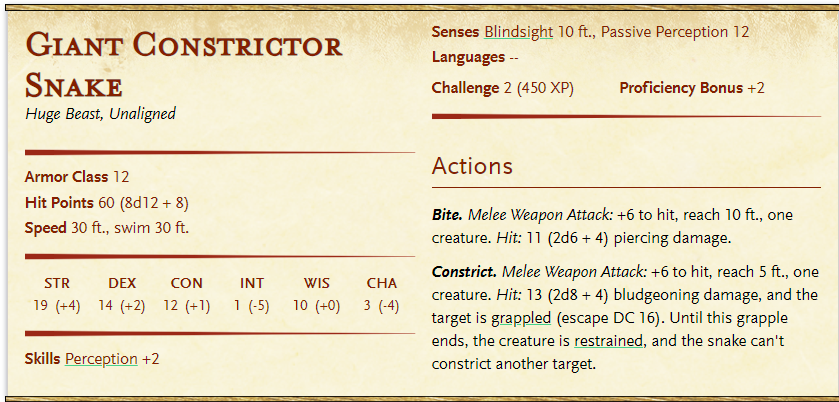 Giant Constrictor
Snake
Huge Beast, Unaligned
Armor Class 12
Hit Points 60 (8d12 + 8)
Speed 30 ft., swim 30 ft.
STR DEX CON INT WIS CHA
19 (+4) 14 (+2) 12 (+1) 1 (-5) 10 (+0) 3 (-4)
Skills Perception +2
Senses Blindsight 10 ft., Passive Perception 12
Languages --
Challenge 2 (450 XP) Proficiency Bonus +2
Actions
Bite. Melee Weapon Attack: +6 to hit, reach 10 ft., one
creature. Hit: 11 (2d6 + 4) piercing damage.
Constrict. Melee Weapon Attack: +6 to hit, reach 5 ft., one
creature. Hit: 13 (2d8 + 4) bludgeoning damage, and the
target is grappled (escape DC 16). Until this grapple
ends, the creature is restrained, and the snake can't
constrict another target.